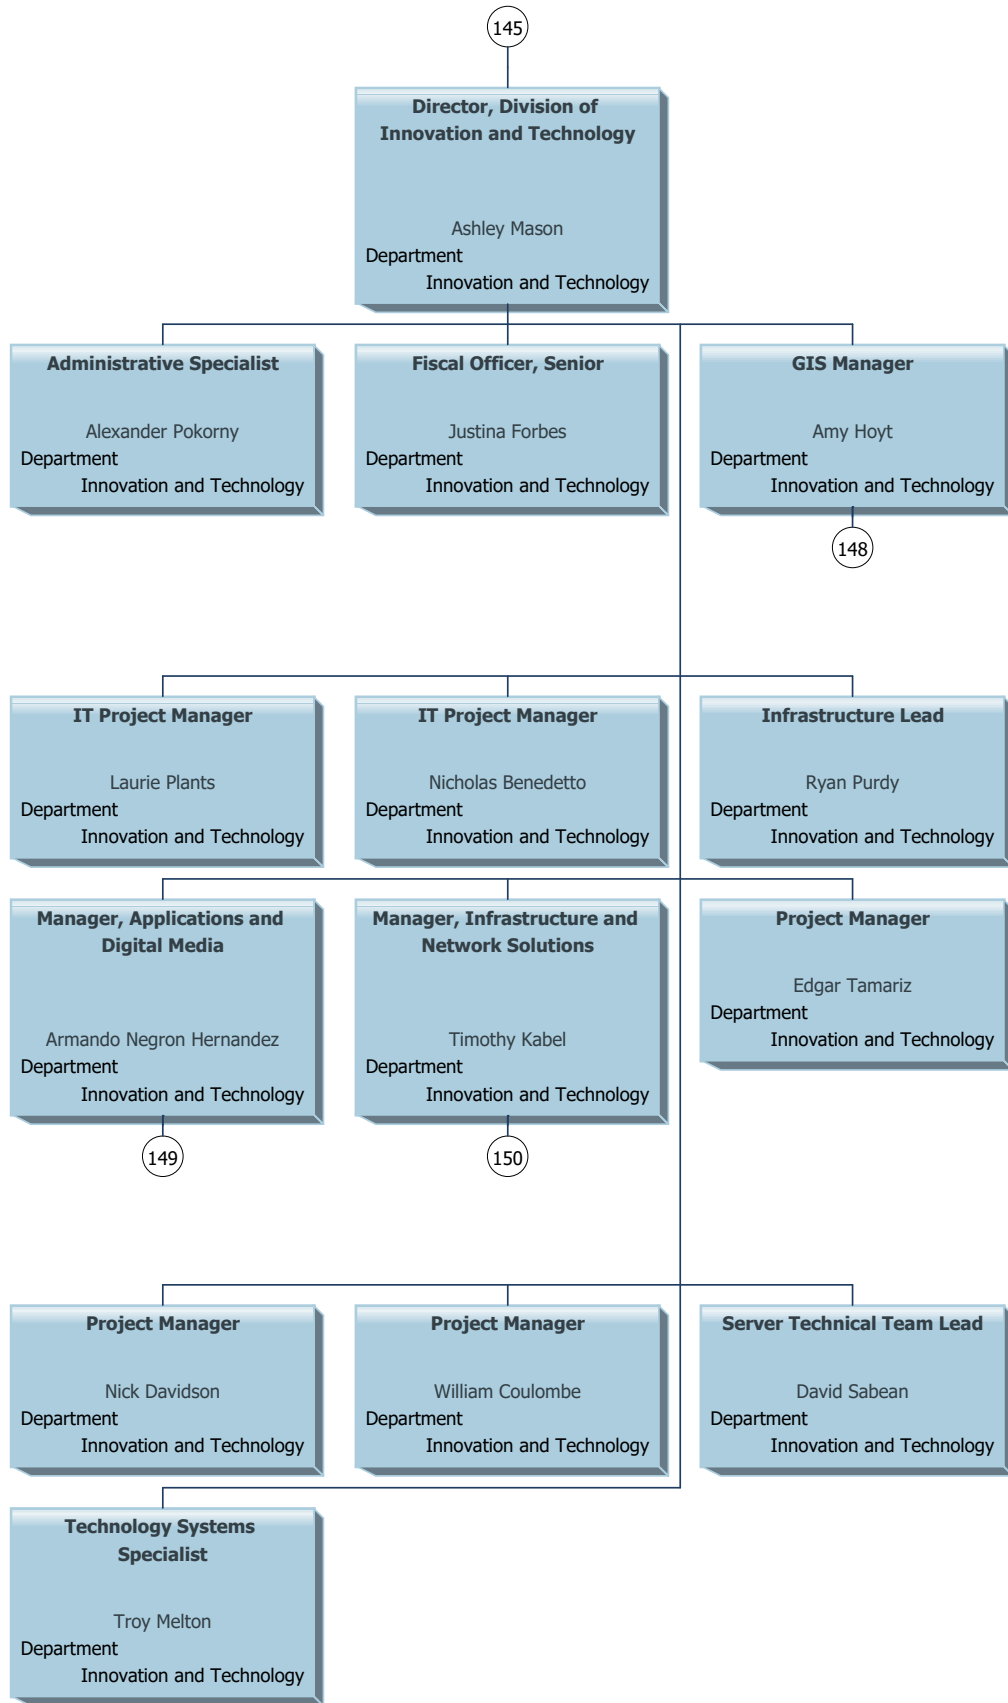 145
Director, Division of
Innovation and Technology
Ashley Mason
Department
Innovation and Technology
Administrative Specialist
Alexander Pokorny
Department
Innovation and Technology
Fiscal Officer, Senior
Justina Forbes
Department
Innovation and Technology
GIS Manager
Amy Hoyt
Department
Innovation and Technology
148
IT Project Manager
Laurie Plants
Department
Innovation and Technology
IT Project Manager
Nicholas Benedetto
Department
Innovation and Technology
Infrastructure Lead
Ryan Purdy
Department
Innovation and Technology
Manager, Applications and
Digital Media
Armando Negron Hernandez
Department
Innovation and Technology
149
Manager, Infrastructure and
Network Solutions
Timothy Kabel
Department
Innovation and Technology
150
Project Manager
Edgar Tamariz
Department
Innovation and Technology
Project Manager
Nick Davidson
Department
Innovation and Technology
Project Manager
William Coulombe
Department
Innovation and Technology
Server Technical Team Lead
David Sabean
Department
Innovation and Technology
Technology Systems
Specialist
Troy Melton
Department
Innovation and Technology